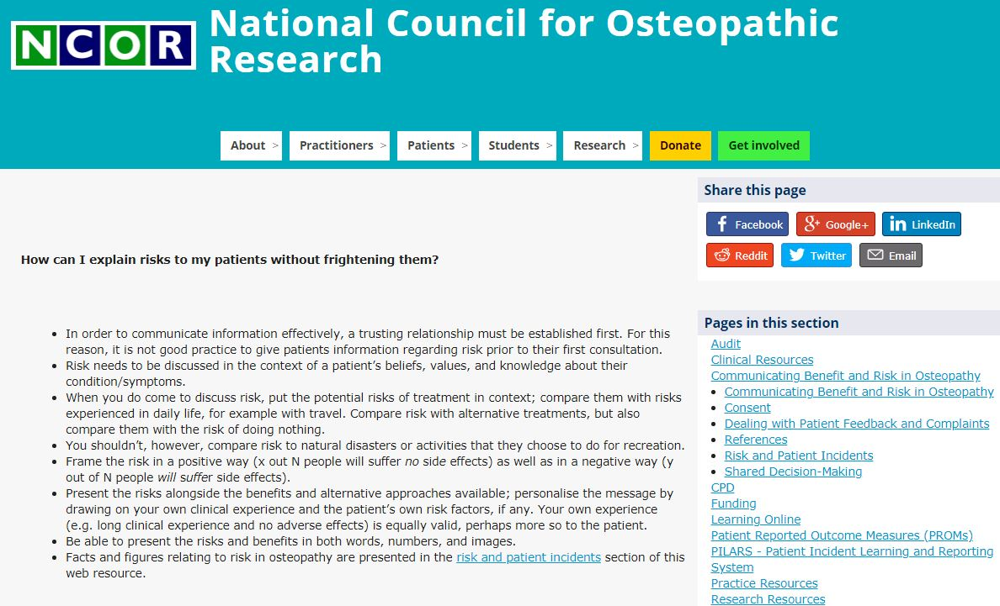 NCOR
National Council for Osteopathic
Research
About >
Practitioners >
Patients >
Students >
Research >
Donate
Get involved
How can I explain risks to my patients without frightening them?
• In order to communicate information effectively, a trusting relationship must be established first. For this
reason, it is not good practice to give patients information regarding risk prior to their first consultation.
• Risk needs to be discussed in the context of a patient's beliefs, values, and knowledge about their
condition/symptoms.
• When you do come to discuss risk, put the potential risks of treatment in context; compare them with risks
experienced in daily life, for example with travel. Compare risk with alternative treatments, but also
compare them with the risk of doing nothing.
• You shouldn't, however, compare risk to natural disasters or activities that they choose to do for recreation.
• Frame the risk in a positive way (x out N people will suffer no side effects) as well as in a negative way (y
out of N people will suffer side effects).
• Present the risks alongside the benefits and alternative approaches available; personalise the message by
drawing on your own clinical experience and the patient's own risk factors, if any. Your own experience
(e.g. long clinical experience and no adverse effects) is equally valid, perhaps more so to the patient.
• Be able to present the risks and benefits in both words, numbers, and images.
• Facts and figures relating to risk in osteopathy are presented in the risk and patient incidents section of this
web resource.
Share this page
Facebook
Google+
LinkedIn
Reddit
Twitter
Email
Pages in this section
Audit
Clinical Resources
Communicating Benefit and Risk in Osteopathy
• Communicating Benefit and Risk in Osteopathy
• Consent
• Dealing with Patient Feedback and Complaints
• References
• Risk and Patient Incidents
• Shared Decision-Making
CPD
Funding
Learning Online
Patient Reported Outcome Measures (PROMs)
PILARS - Patient Incident Learning and Reporting
System
Practice Resources
Research Resources